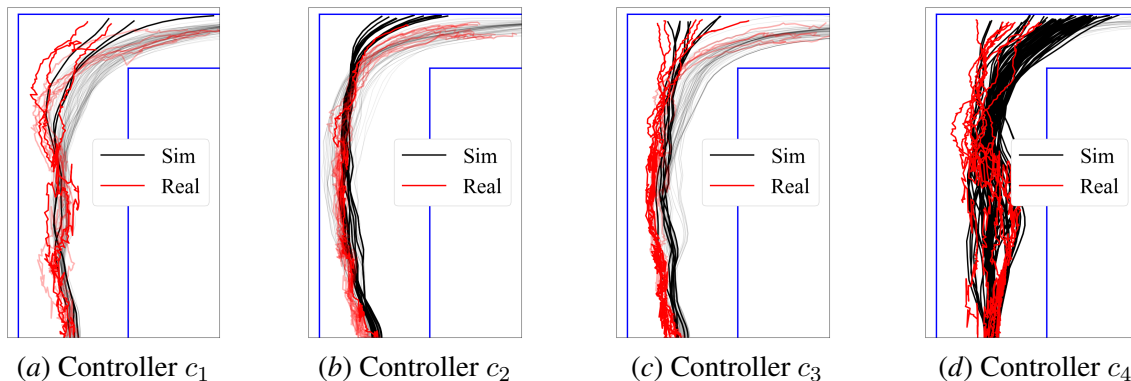 Sim
Real
Sim
Real
Sim
Real
Sim
Real
(a) Controller c₁
(b) Controller c₂
(c) Controller c₃
(d) Controller c₄